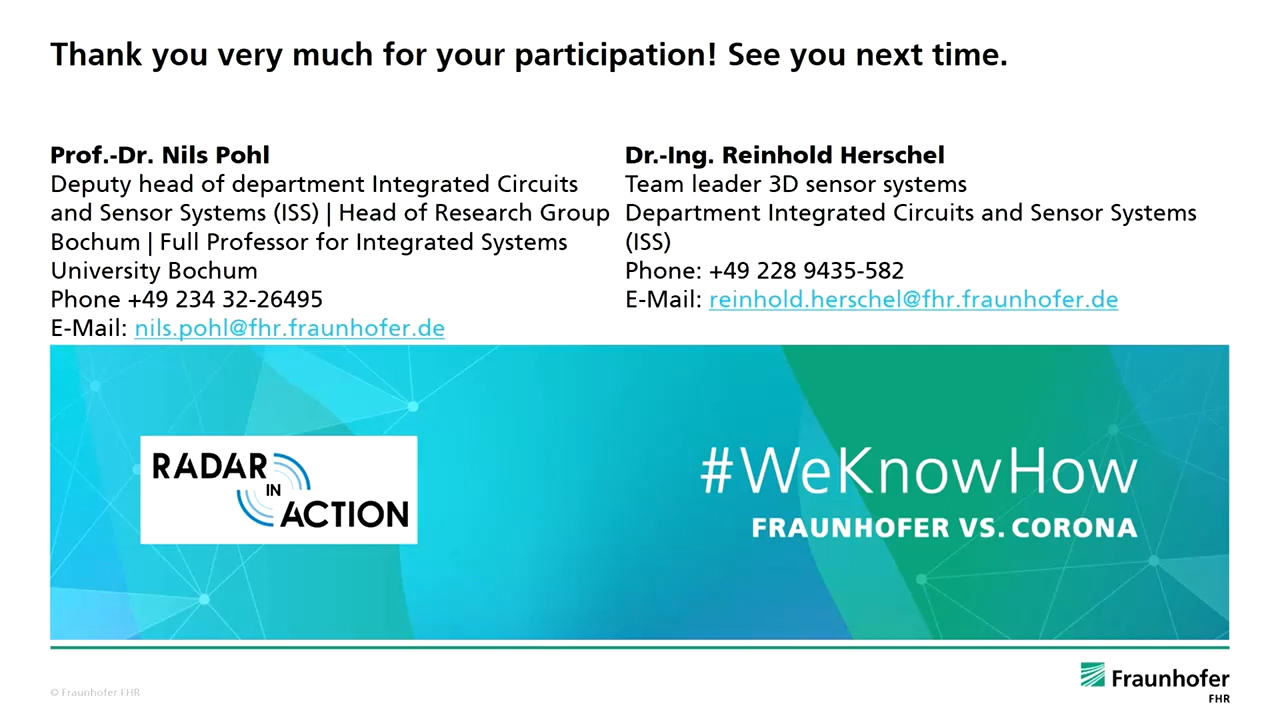 Thank you very much for your participation! See you next time.
Prof.-Dr. Nils Pohl
Deputy head of department Integrated Circuits
and Sensor Systems (ISS) | Head of Research Group
Bochum | Full Professor for Integrated Systems
University Bochum
Phone +49 234 32-26495
E-Mail: nils.pohl@fhr.fraunhofer.de
Dr.-Ing. Reinhold Herschel
Team leader 3D sensor systems
Department Integrated Circuits and Sensor Systems
(ISS)
Phone: +49 228 9435-582
E-Mail: reinhold.herschel@fhr.fraunhofer.de
RADAR
IN
ACTION
#WeKnowHow
FRAUNHOFER VS. CORONA
© Fraunhofer FHR
Fraunhofer
FHR